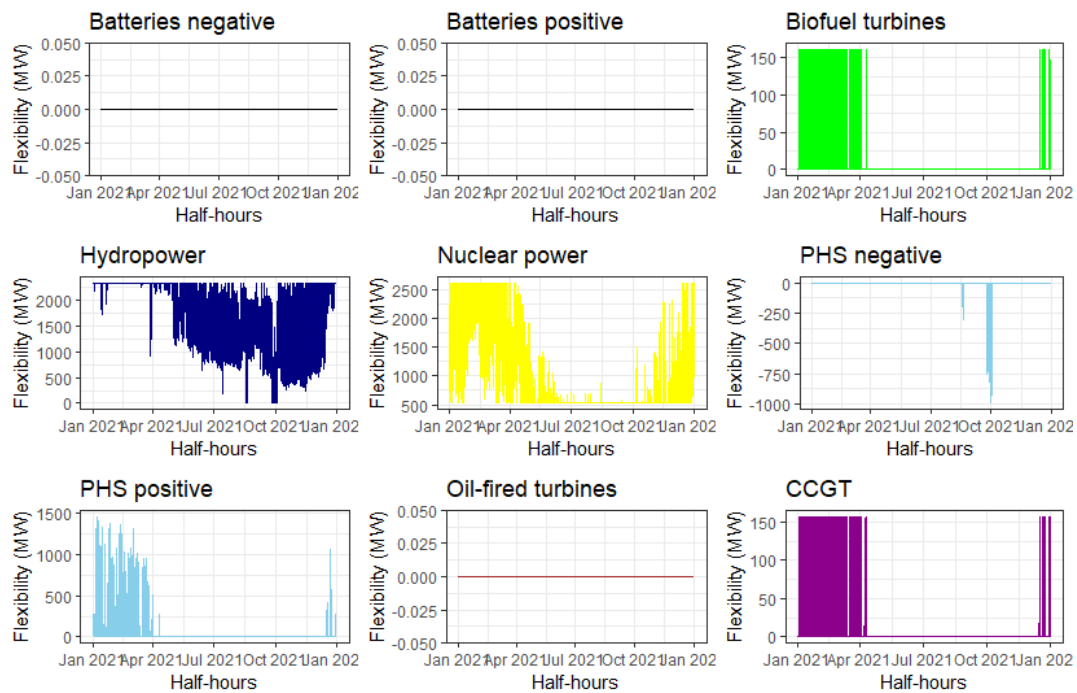 Batteries negative
Flexibility (MW)
0.050
0.025
0.000
-0.025
-0.050
Jan 2021 Apr 2021 Jul 2021 Oct 2021 Jan 202
Half-hours
Batteries positive
Flexibility (MW)
0.050
0.025
0.000
-0.025
-0.050
Jan 2021 Apr 2021 Jul 2021 Oct 2021 Jan 202
Half-hours
Biofuel turbines
Flexibility (MW)
150
100
50
0
Jan 2021 Apr 2021 Jul 2021 Oct 2021 Jan 202
Half-hours
Hydropower
Flexibility (MW)
2000
1500
1000
500
0
Jan 2021 Apr 2021 Jul 2021 Oct 2021 Jan 202
Half-hours
Nuclear power
Flexibility (MW)
2500
2000
1500
1000
500
Jan 2021 Apr 2021 Jul 2021 Oct 2021 Jan 202
Half-hours
PHS negative
Flexibility (MW)
0
-250
-500
-750
-1000
Jan 2021 Apr 2021 Jul 2021 Oct 2021 Jan 202
Half-hours
PHS positive
Flexibility (MW)
1500
1000
500
0
Jan 2021 Apr 2021 Jul 2021 Oct 2021 Jan 202
Half-hours
Oil-fired turbines
Flexibility (MW)
0.050
0.025
0.000
-0.025
-0.050
Jan 2021 Apr 2021 Jul 2021 Oct 2021 Jan 202
Half-hours
CCGT
Flexibility (MW)
150
100
50
0
Jan 2021 Apr 2021 Jul 2021 Oct 2021 Jan 202
Half-hours